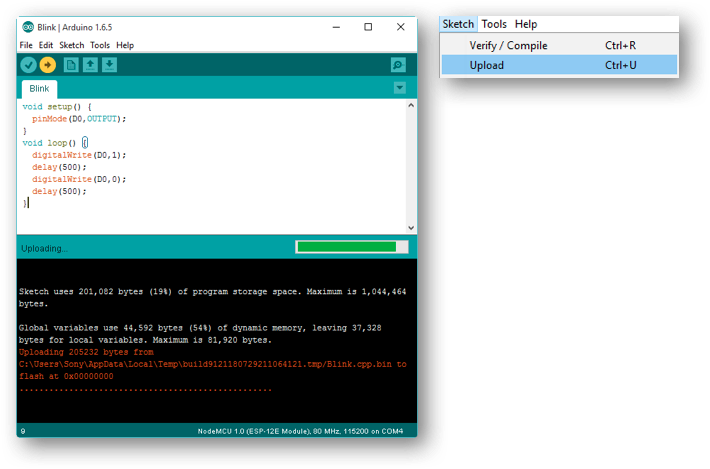 Blink | Arduino 1.6.5
File Edit Sketch Tools Help
Blink
void setup() {
pinMode(D0,OUTPUT);
}
void loop() {
digitalWrite(D0,1);
delay(500);
digitalWrite(D0,0);
delay(500);
}
Uploading...
Sketch uses 201,082 bytes (19%) of program storage space. Maximum is 1,044,464
bytes.
Global variables use 44,592 bytes (54%) of dynamic memory, leaving 37,328
bytes for local variables. Maximum is 81,920 bytes.
Uploading 205232 bytes from
C:\Users\Sony\AppData\Local\Temp\build9121180729211064121.tmp/Blink.cpp.bin to
flash at 0x00000000
..................................................
9
NodeMCU 1.0 (ESP-12E Module), 80 MHz, 115200 on COM4
Sketch Tools Help
Verify / Compile Ctrl+R
Upload Ctrl+U